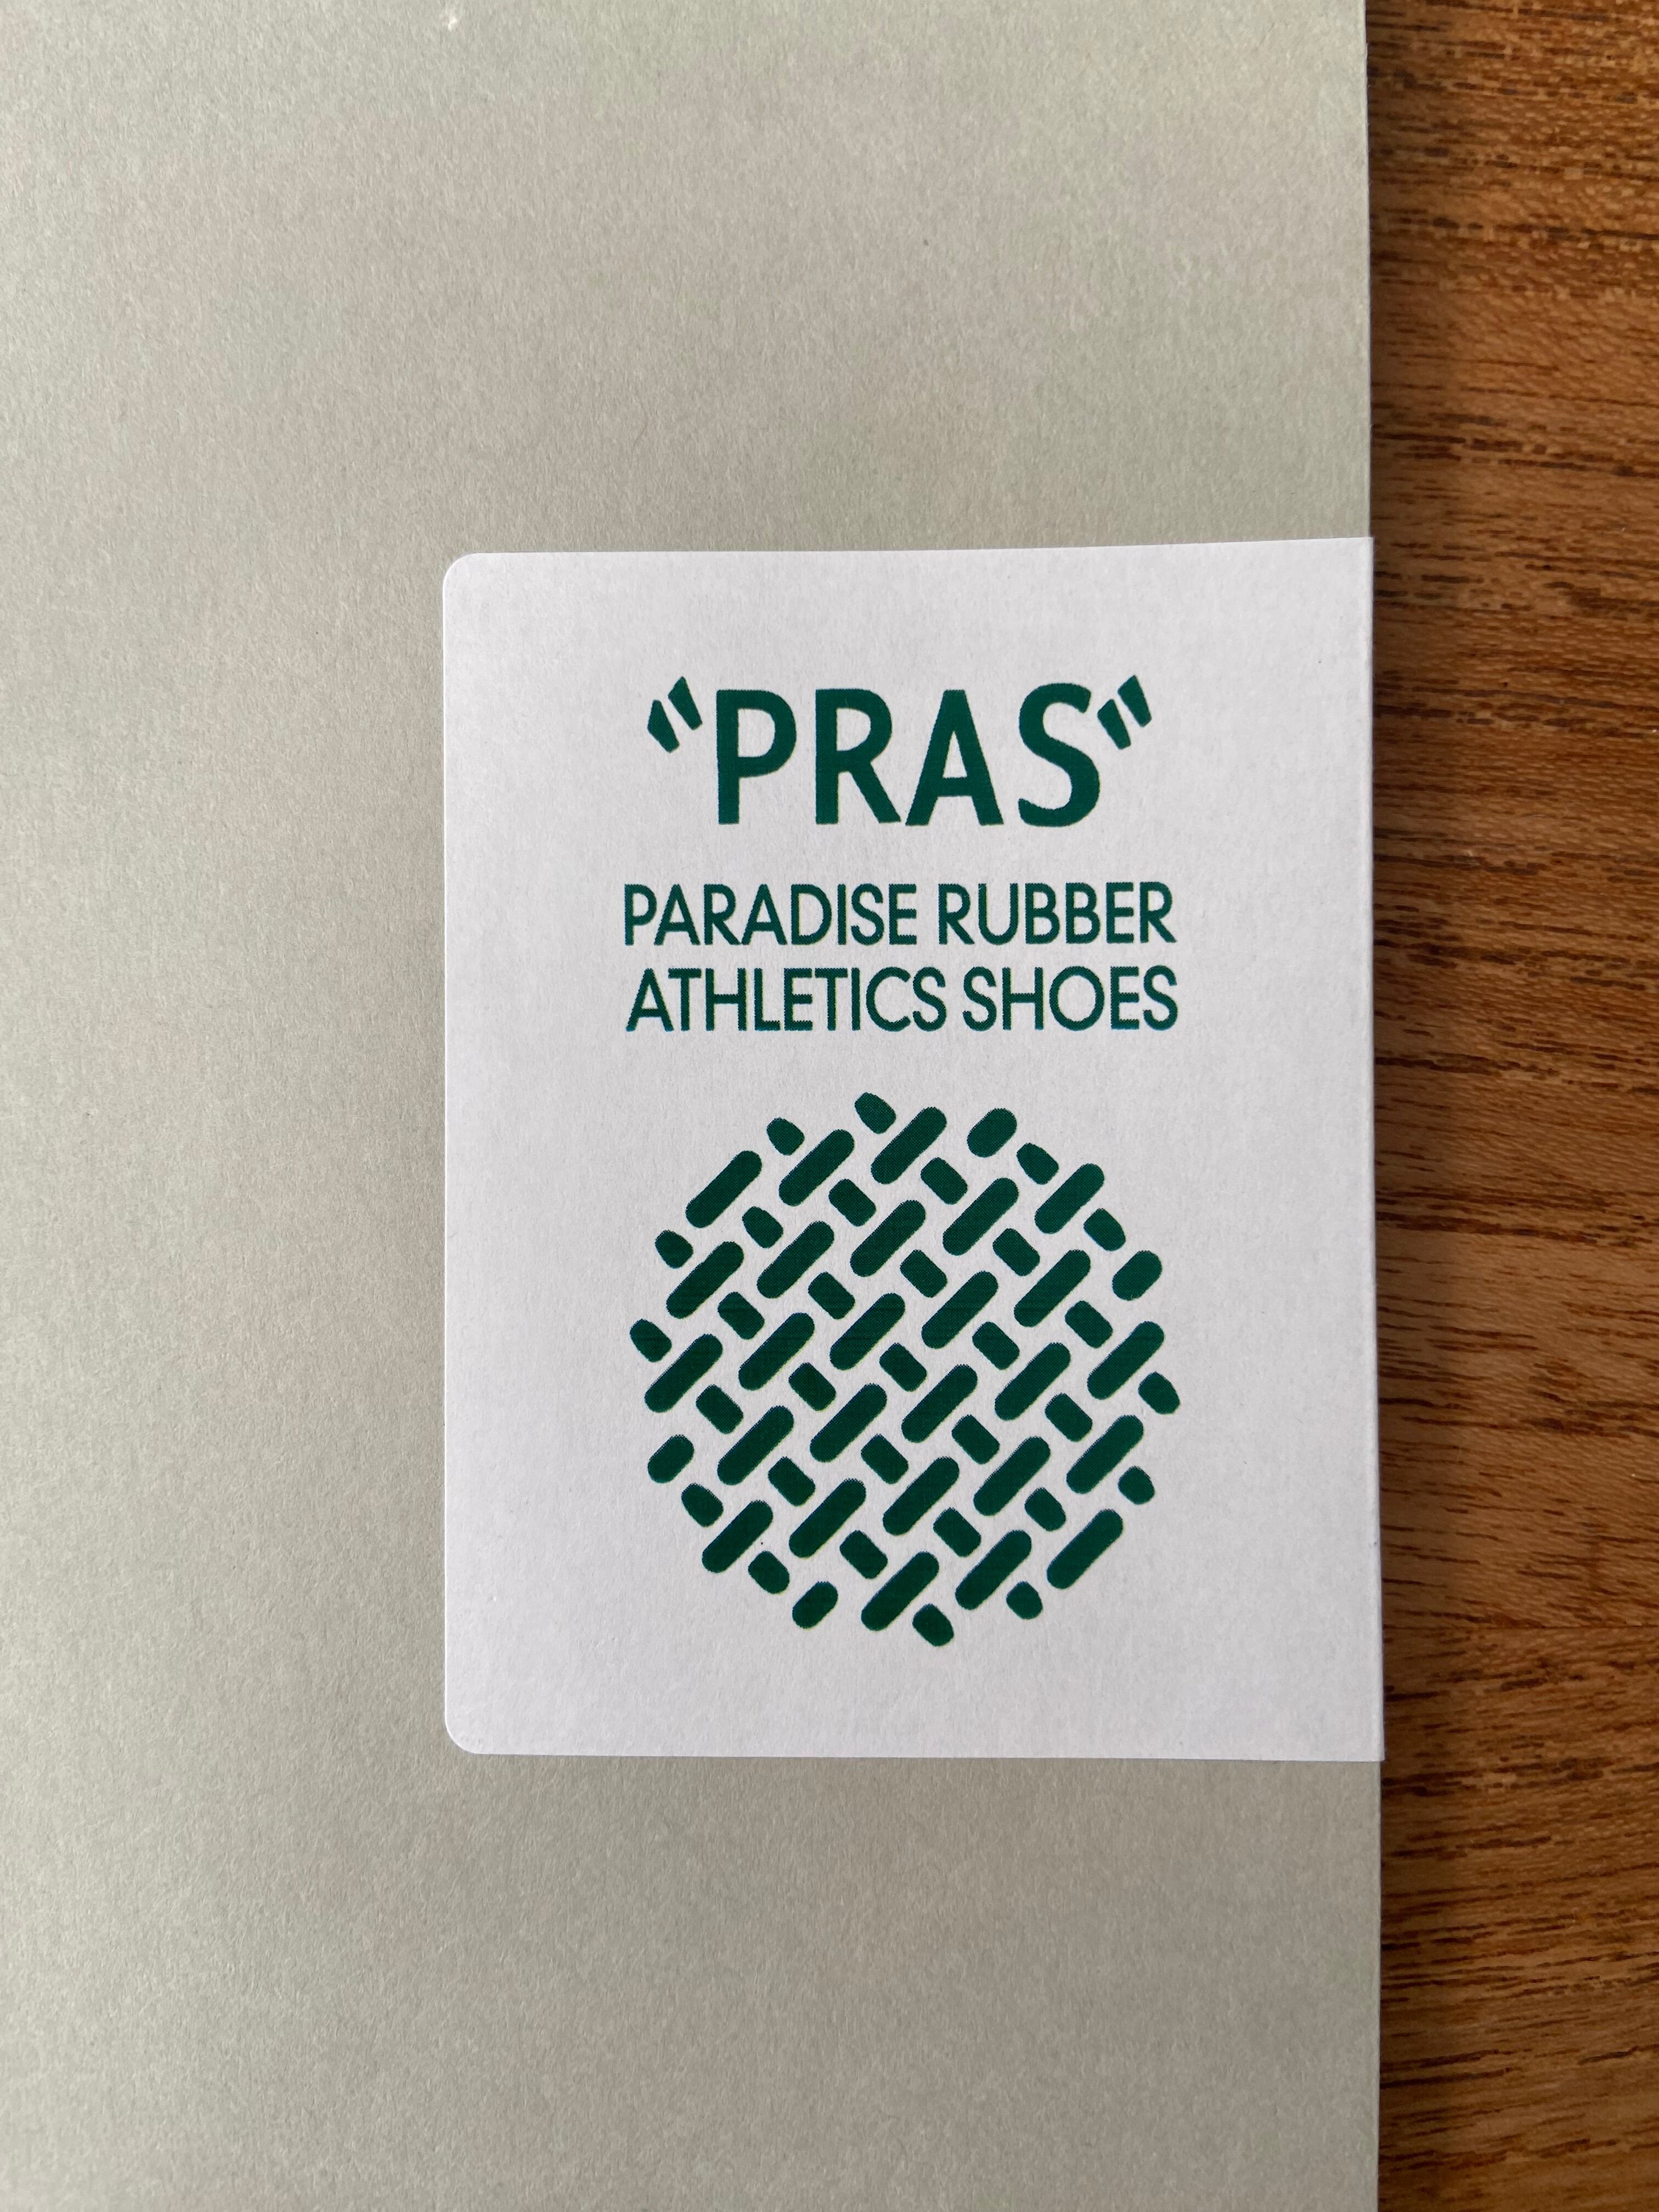 “PRAS”
PARADISE RUBBER
ATHLETICS SHOES